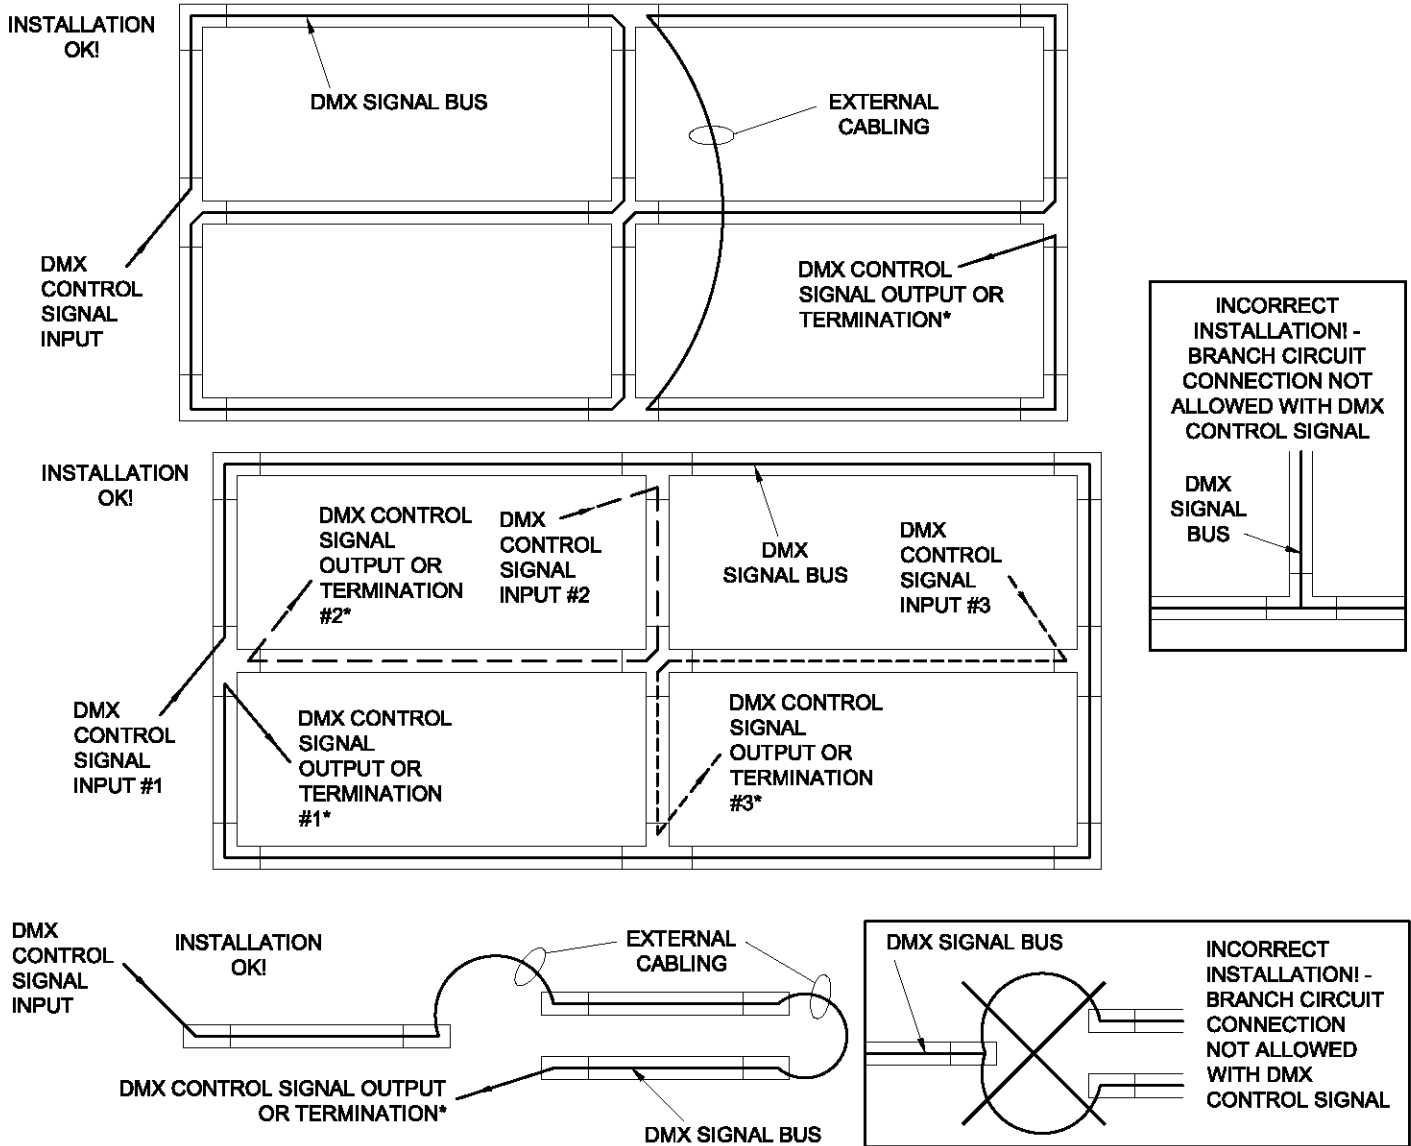 INSTALLATION
OK!
DMX SIGNAL BUS
EXTERNAL
CABLING
DMX
CONTROL
SIGNAL
INPUT
DMX CONTROL
SIGNAL OUTPUT OR
TERMINATION*
INCORRECT
INSTALLATION! -
BRANCH CIRCUIT
CONNECTION NOT
ALLOWED WITH DMX
CONTROL SIGNAL
DMX
SIGNAL
BUS
INSTALLATION
OK!
DMX CONTROL
SIGNAL
OUTPUT OR
TERMINATION
#2*
DMX
CONTROL
SIGNAL
INPUT #2
DMX
SIGNAL BUS
DMX
CONTROL
SIGNAL
INPUT #3
DMX
CONTROL
SIGNAL
INPUT #1
DMX CONTROL
SIGNAL
OUTPUT OR
TERMINATION
#1*
DMX CONTROL
SIGNAL
OUTPUT OR
TERMINATION
#3*
DMX
CONTROL
SIGNAL
INPUT
INSTALLATION
OK!
EXTERNAL
CABLING
DMX CONTROL SIGNAL OUTPUT
OR TERMINATION*
DMX SIGNAL BUS
DMX SIGNAL BUS
INCORRECT
INSTALLATION! -
BRANCH CIRCUIT
CONNECTION
NOT ALLOWED
WITH DMX
CONTROL SIGNAL